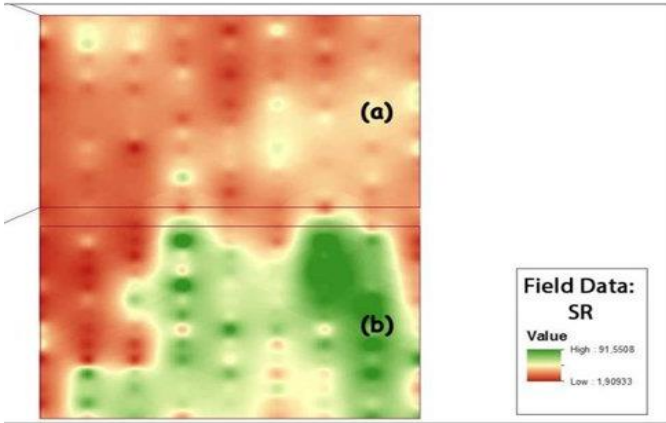 (a)
(b)
Field Data:
SR
Value
High : 91,5508
Low : 1,90933